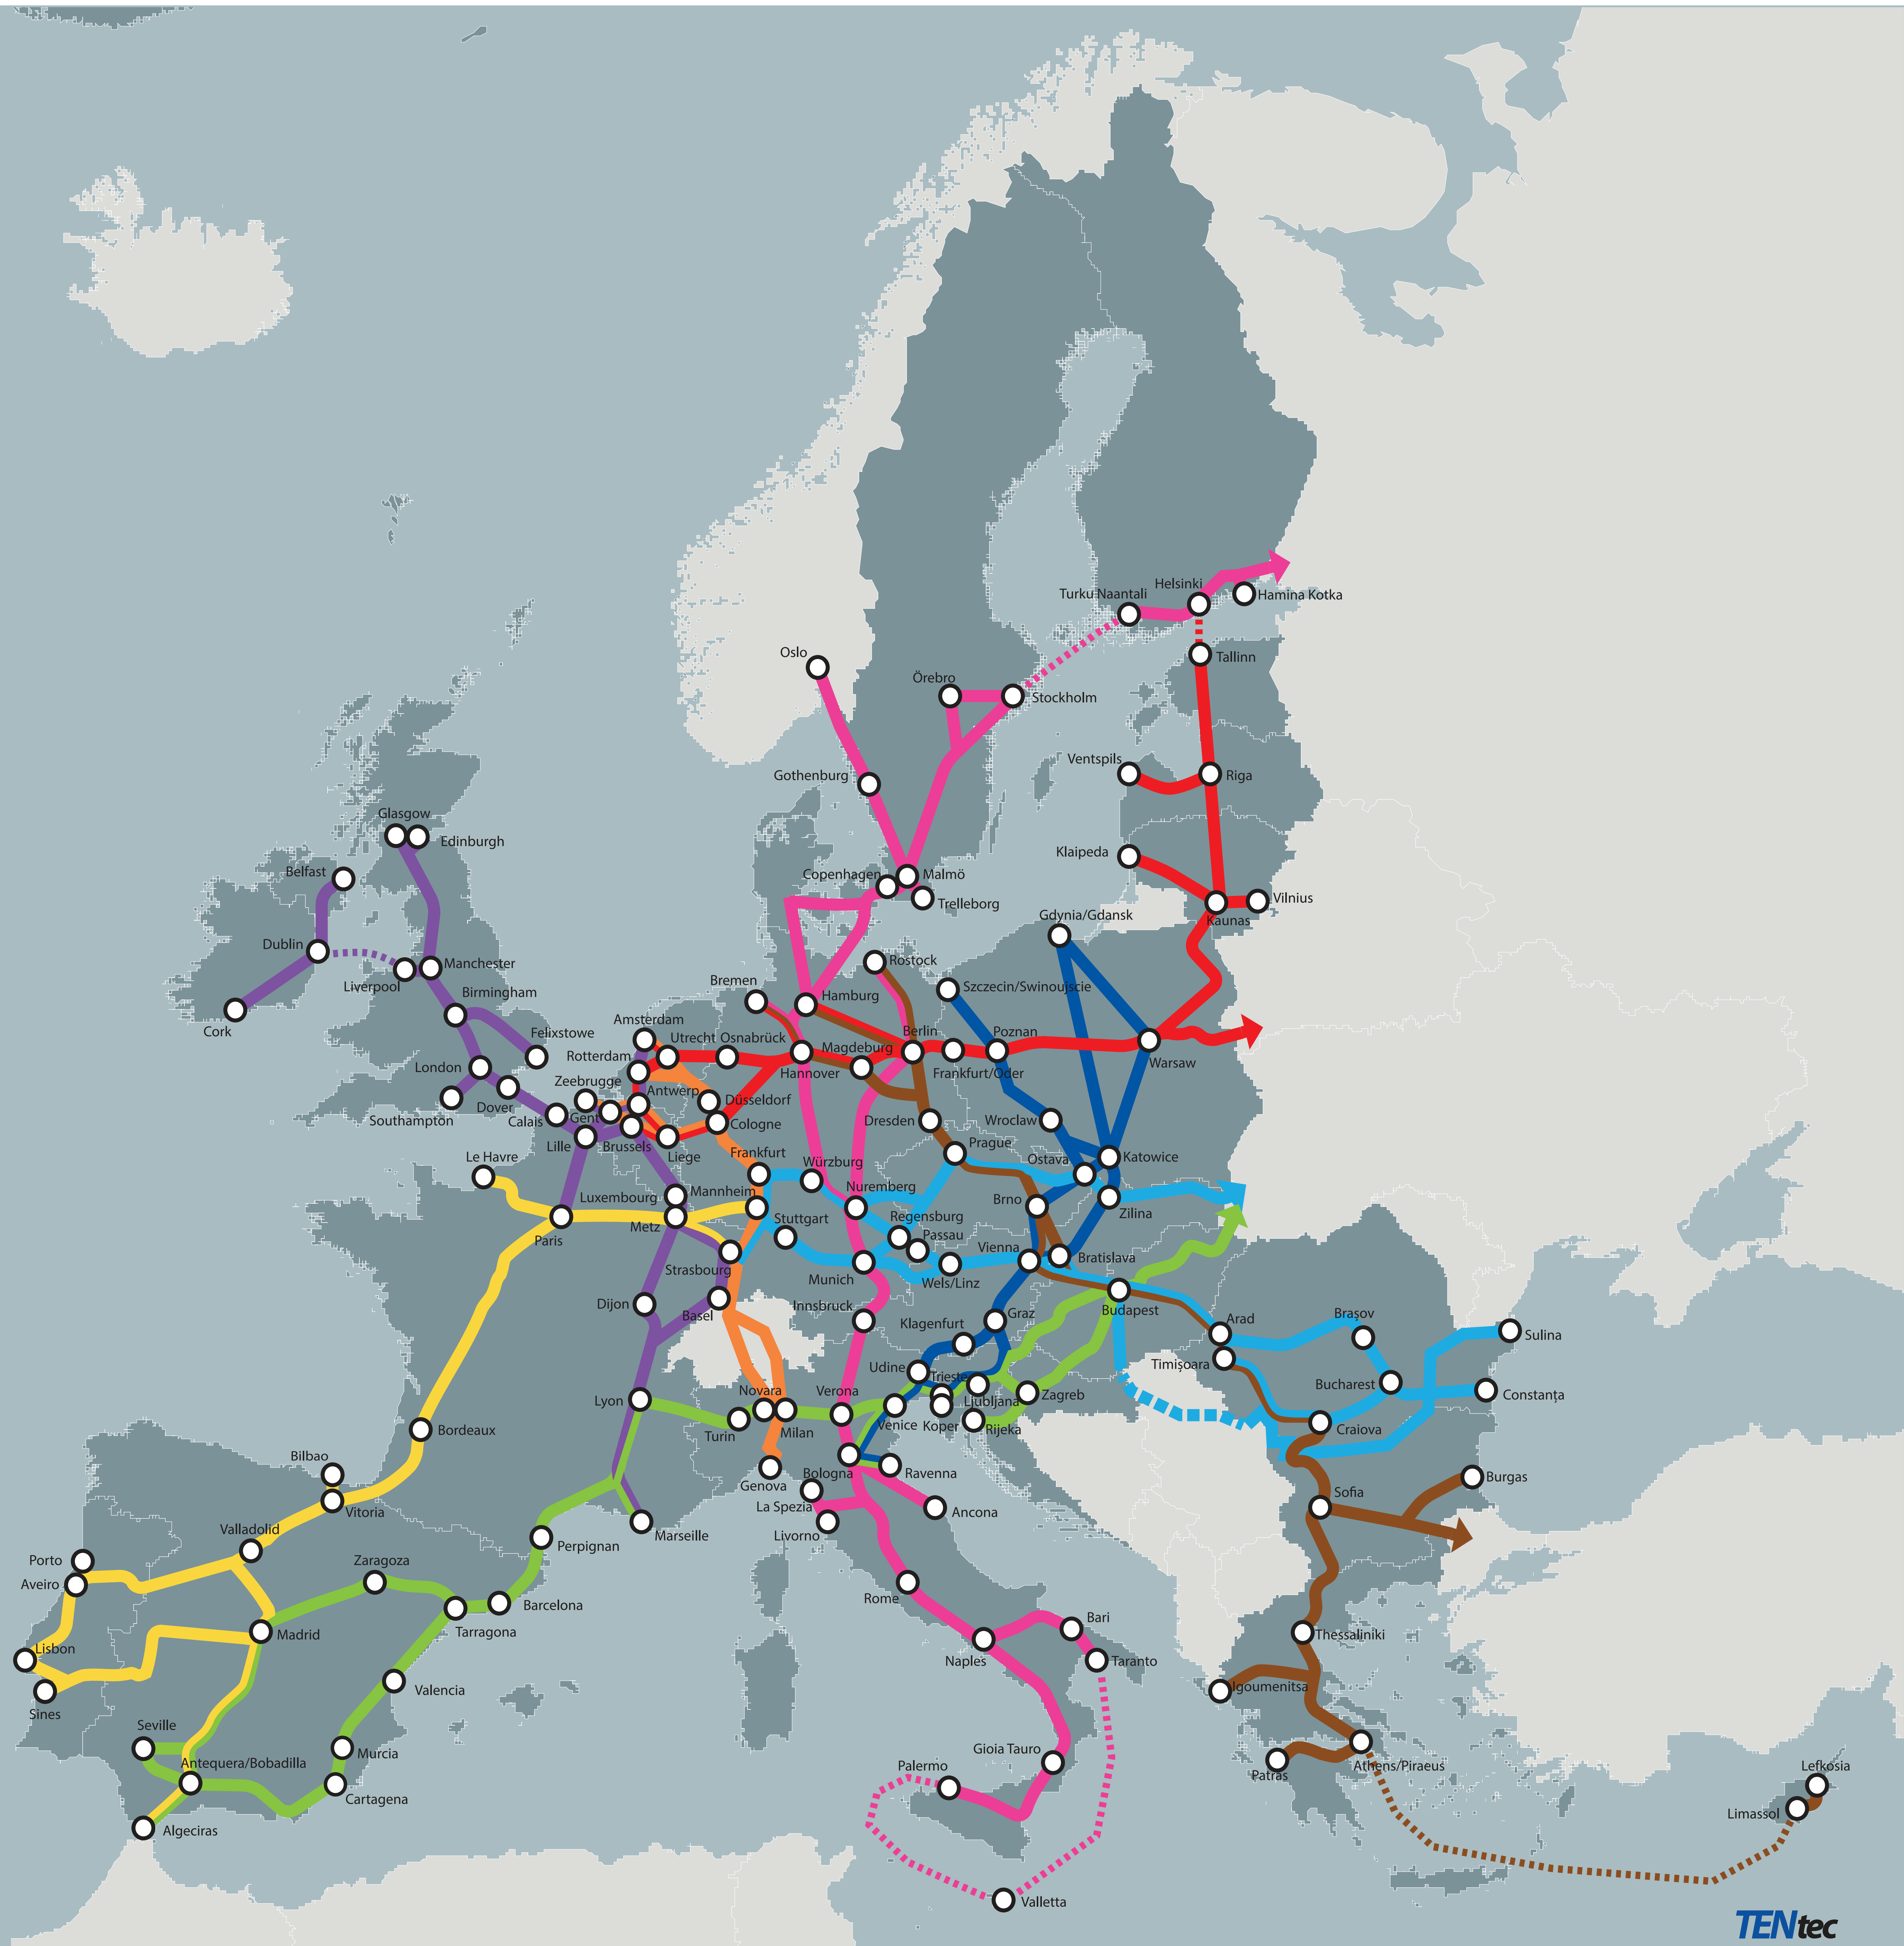 Helsinki
Turku Naantali
Hamina Kotka
Oslo
Tallinn
Örebro
Stockholm
Ventspils
Gothenburg
Riga
Glasgow
Edinburgh
Klaipeda
Belfast
Copenhagen
Malmö
Vilnius
Trelleborg
Gdynia/Gdansk
Kaunas
Dublin
Manchester
Rostock
Liverpool
Bremen
Szczecin/Swinoujscie
Birmingham
Hamburg
Cork
Felixstowe
Amsterdam
Utrecht
Osnabrück
Berlin
Poznan
Rotterdam
Magdeburg
Warsaw
London
Hannover
Frankfurt/Oder
Zeebrugge
Antwerp
Düsseldorf
Dover
Gent
Southampton
Calais
Dresden
Wroclaw
Cologne
Lille
Brussels
Liege
Prague
Le Havre
Frankfurt
Würzburg
Ostava
Katowice
Luxembourg
Mannheim
Nuremberg
Brno
Zilina
Stuttgart
Regensburg
Metz
Paris
Passau
Vienna
Bratislava
Strasbourg
Munich
Wels/Linz
Dijon
Basel
Innsbruck
Budapest
Graz
Klagenfurt
Arad
Braşov
Sulina
Udine
Timişoara
Trieste
Bucharest
Novara
Verona
Ljubljana
Zagreb
Constanţa
Lyon
Turin
Milan
Venice
Koper
Rijeka
Craiova
Bordeaux
Bilbao
Genova
Bologna
Ravenna
Burgas
Sofia
Vitoria
La Spezia
Ancona
Valladolid
Livorno
Marseille
Perpignan
Porto
Zaragoza
Aveiro
Rome
Barcelona
Bari
Tarragona
Madrid
Thessaliniki
Lisbon
Naples
Taranto
Valencia
Igoumenitsa
Sines
Seville
Murcia
Gioia Tauro
Antequera/Bobadilla
Palermo
Patras
Athens/Piraeus
Lefkosia
Cartagena
Limassol
Algeciras
Valletta
TENtec